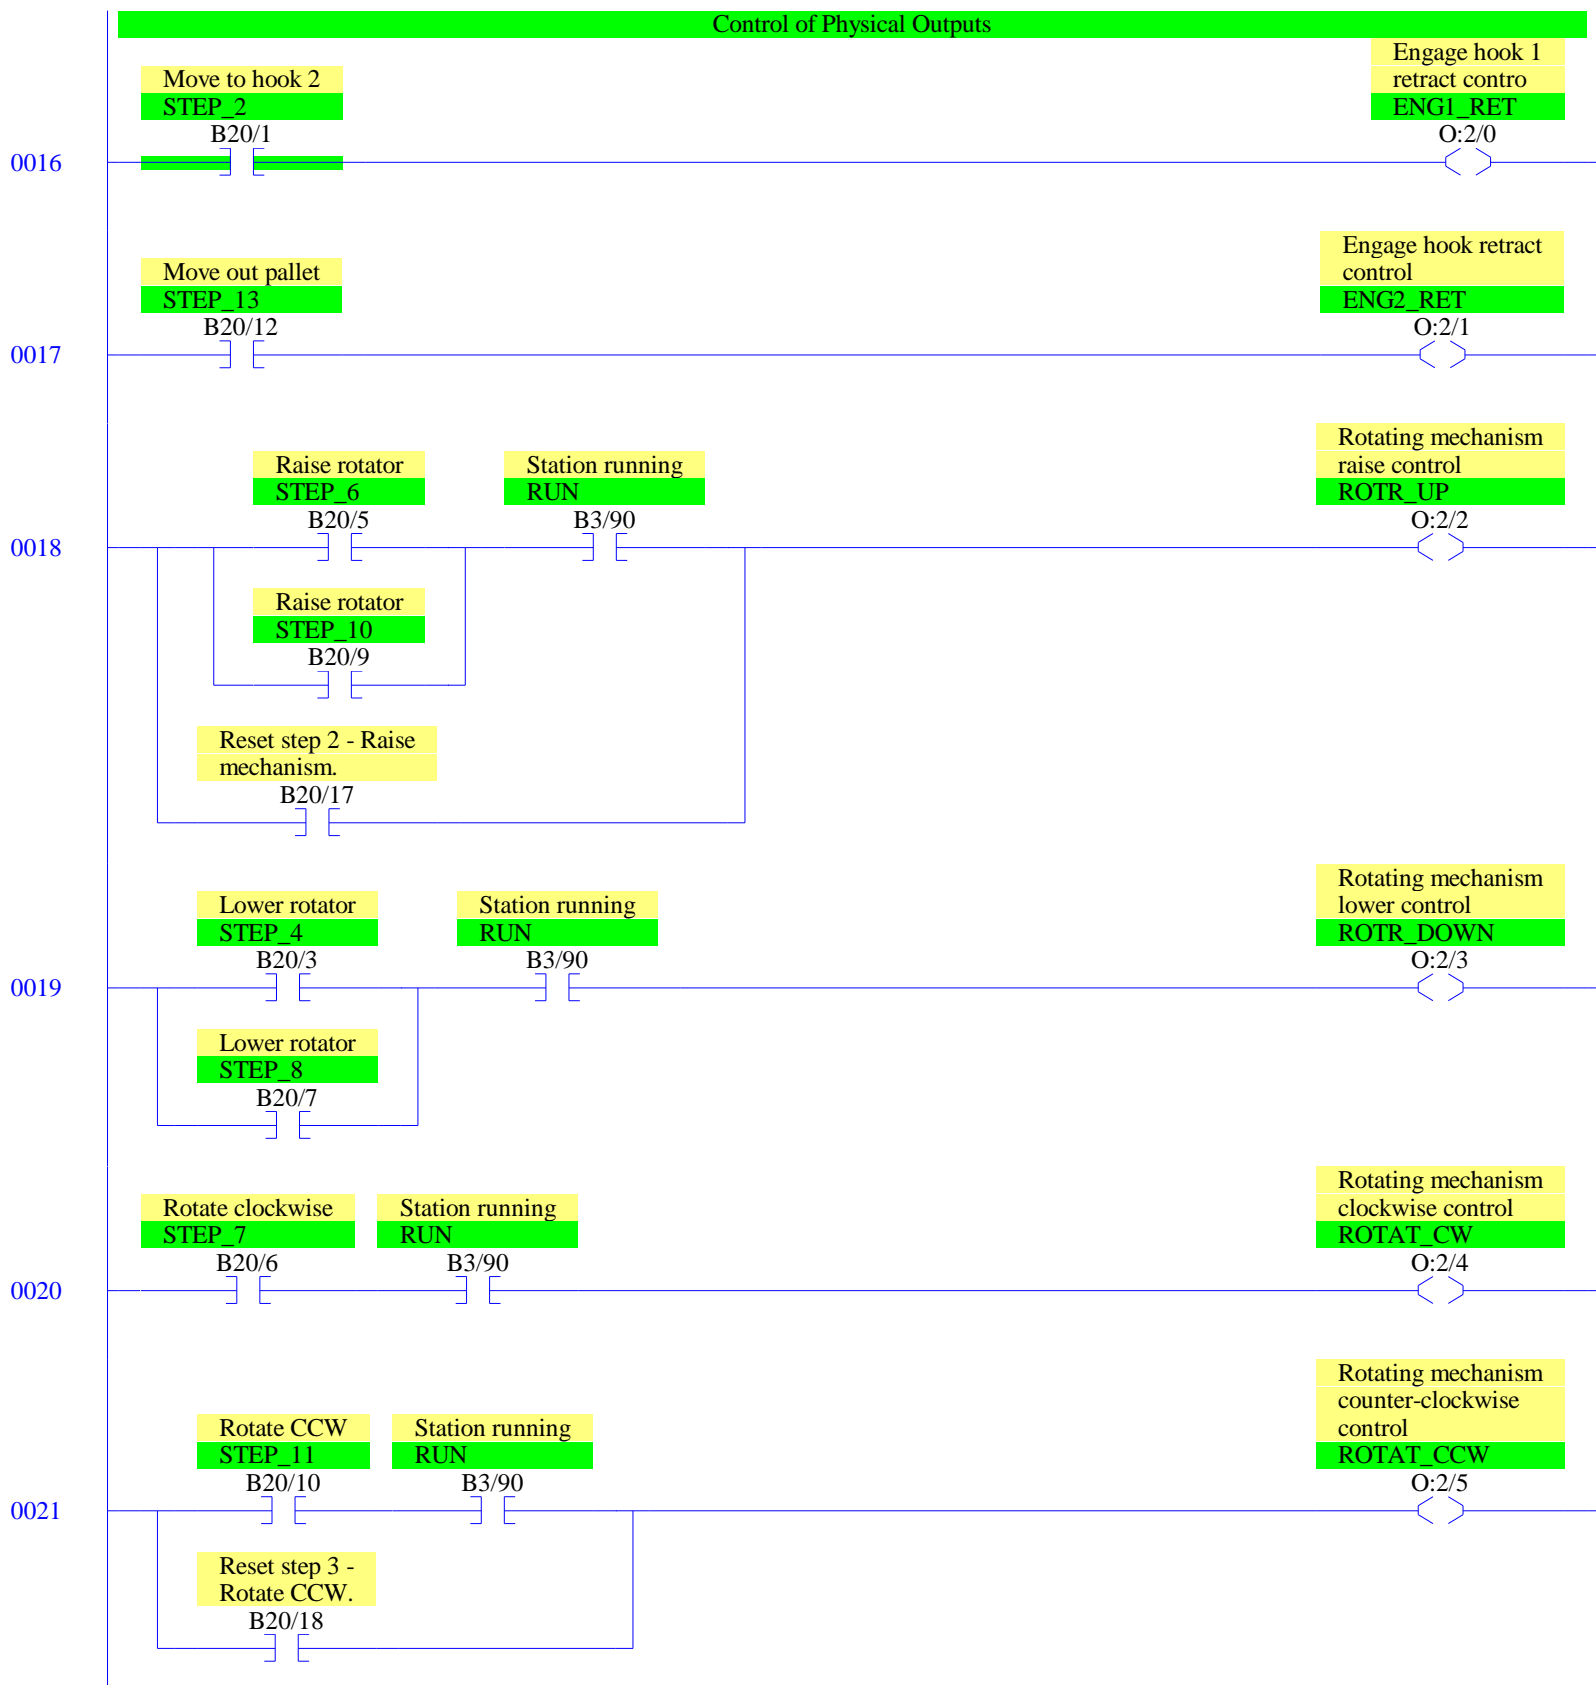 Control of Physical Outputs
Move to hook 2
STEP_2
B20/1
Engage hook 1
retract contro
ENG1_RET
O:2/0
0016
Move out pallet
STEP_13
B20/12
Engage hook retract
control
ENG2_RET
O:2/1
0017
Raise rotator
STEP_6
B20/5
Station running
RUN
B3/90
Rotating mechanism
raise control
ROTR_UP
O:2/2
0018
Raise rotator
STEP_10
B20/9
Reset step 2 - Raise
mechanism.
B20/17
Lower rotator
STEP_4
B20/3
Station running
RUN
B3/90
Rotating mechanism
lower control
ROTR_DOWN
O:2/3
0019
Lower rotator
STEP_8
B20/7
Rotate clockwise
STEP_7
B20/6
Station running
RUN
B3/90
Rotating mechanism
clockwise control
ROTAT_CW
O:2/4
0020
Rotate CCW
STEP_11
B20/10
Station running
RUN
B3/90
Rotating mechanism
counter-clockwise
control
ROTAT_CCW
O:2/5
0021
Reset step 3 -
Rotate CCW.
B20/18